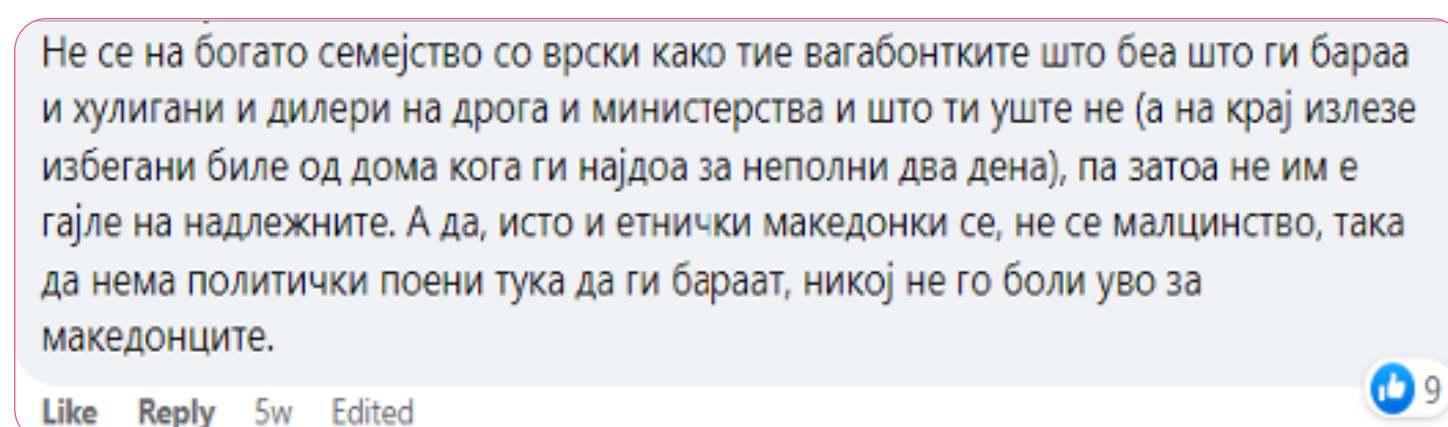 Не се на богато семејство со врски како тие вагабонтките што беа што ги бараа
и хулигани и дилери на дрога и министерства и што ти уште не (а на крај излезе
избегани биле од дома кога ги најдоа за неполни два дена), па затоа не им е
гајле на надлежните. А да, исто и етнички македонки се, не се малцинство, така
да нема политички поени тука да ги бараат, никој не го боли уво за
македонците.
9
Like Reply 5w Edited